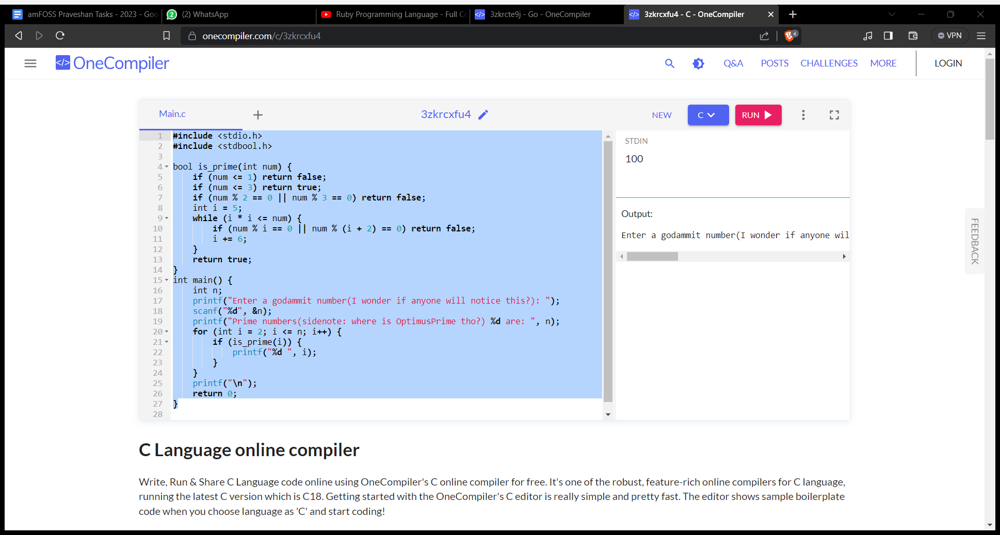 amFOSS Praveshan Tasks - 2023 - Goo
2 (2) WhatsApp
Ruby Programming Language - Full Co
</> 3zkrcte9j - Go - OneCompiler
</> 3zkrcxfu4 - C - OneCompiler
onecompiler.com/c/3zkrcxfu4
4
VPN
</> OneCompiler
Q&A
POSTS
CHALLENGES
MORE
LOGIN
Main.c
3zkrcxfu4
NEW
C
RUN
1 #include <stdio.h>
2 #include <stdbool.h>
3
4 bool is_prime(int num) {
5 if (num <= 1) return false;
6 if (num <= 3) return true;
7 if (num % 2 == 0 || num % 3 == 0) return false;
8 int i = 5;
9 while (i * i <= num) {
10 if (num % i == 0 || num % (i + 2) == 0) return false;
11 i += 6;
12 }
13 return true;
14 }
15 int main() {
16 int n;
17 printf("Enter a godammit number(I wonder if anyone will notice this?): ");
18 scanf("%d", &n);
19 printf("Prime numbers(sidenote: where is OptimusPrime tho?) %d are: ", n);
20 for (int i = 2; i <= n; i++) {
21 if (is_prime(i)) {
22 printf("%d ", i);
23 }
24 }
25 printf("\n");
26 return 0;
27 }
28
STDIN
100
Output:
Enter a godammit number(I wonder if anyone wil
FEEDBACK
C Language online compiler
Write, Run & Share C Language code online using OneCompiler's C online compiler for free. It's one of the robust, feature-rich online compilers for C language,
running the latest C version which is C18. Getting started with the OneCompiler's C editor is really simple and pretty fast. The editor shows sample boilerplate
code when you choose language as 'C' and start coding!